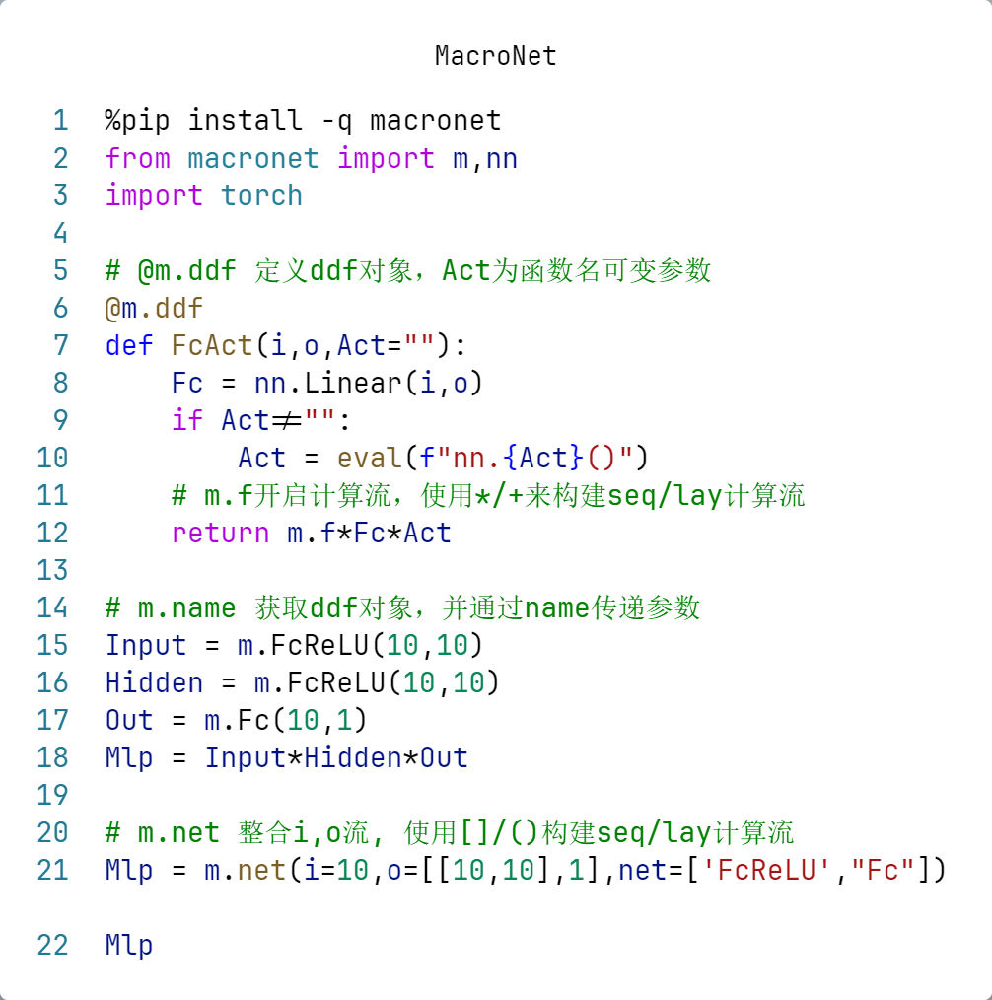 MacroNet
1 %pip install -q macronet
2 from macronet import m,nn
3 import torch
4
5 # @m.ddf 定义ddf对象，Act为函数名可变参数
6 @m.ddf
7 def FcAct(i,o,Act=""):
8     Fc = nn.Linear(i,o)
9     if Act≠"":
10         Act = eval(f"nn.{Act}()")
11     # m.f开启计算流，使用*/+来构建seq/lay计算流
12     return m.f*Fc*Act
13
14 # m.name 获取ddf对象，并通过name传递参数
15 Input = m.FcReLU(10,10)
16 Hidden = m.FcReLU(10,10)
17 Out = m.Fc(10,1)
18 Mlp = Input*Hidden*Out
19
20 # m.net 整合i,o流, 使用[]/()构建seq/lay计算流
21 Mlp = m.net(i=10,o=[[10,10],1],net=['FcReLU',"Fc"])
22 Mlp